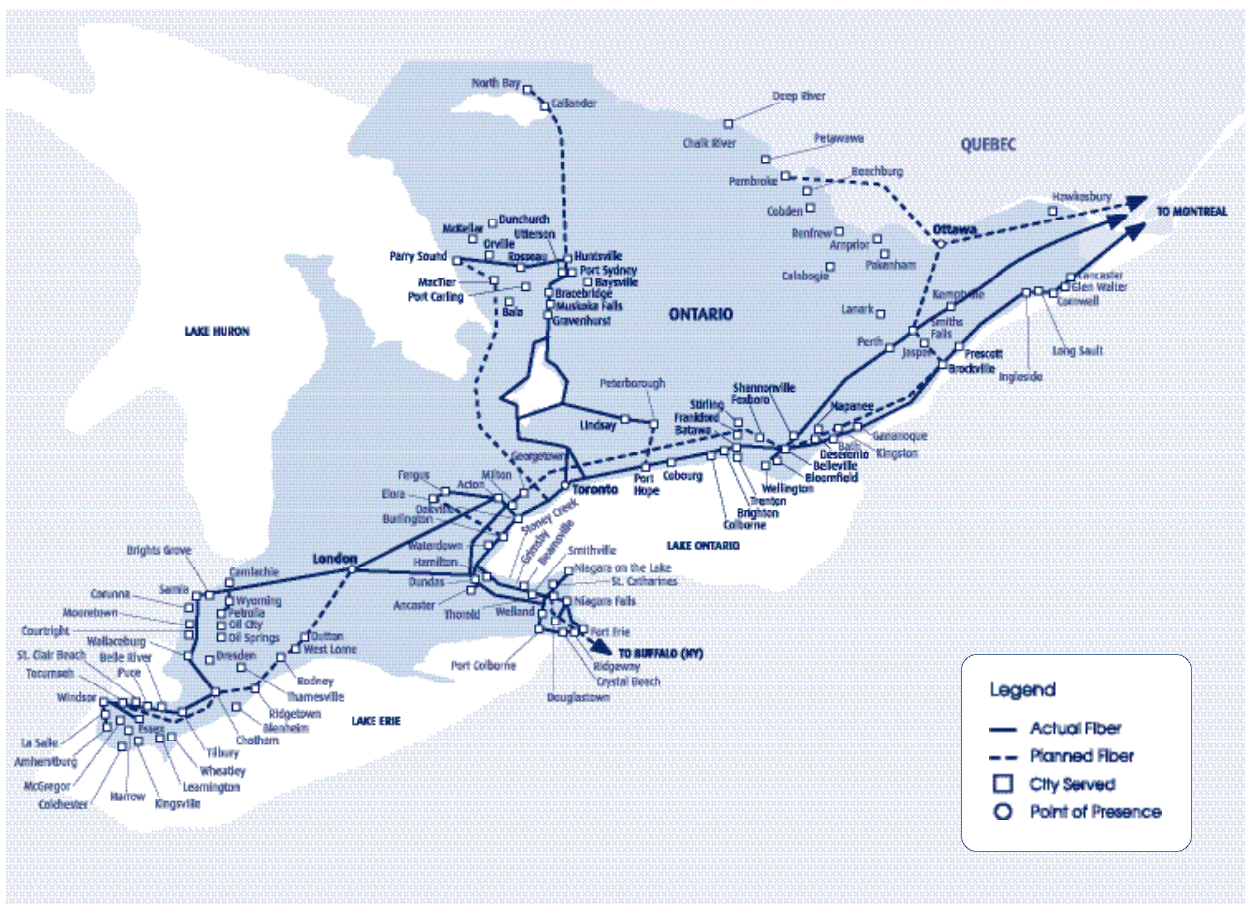 North Bay
Callander
Deep River
Chalk River
Petawawa
QUEBEC
Pembroke
Beechburg
Cobden
Hawkesbury
TO MONTREAL
Renfrew
Arnprior
Ottawa
Pakenham
Calabogie
McKellar
Dunchurch
Utterson
Orville
Parry Sound
Rosseau
Huntsville
Port Sydney
Baysville
MacTier
Port Carling
Bracebridge
Muskoka Falls
Bala
Gravenhurst
ONTARIO
LAKE HURON
Lanark
Kemptville
Lancaster
Glen Walter
Cornwall
Smiths
Falls
Perth
Jasper
Prescott
Brockville
Long Sault
Ingleside
Peterborough
Shannonville
Foxboro
Stirling
Frankford
Batawa
Napanee
Lindsay
Gananoque
Bath
Kingston
Deseronto
Belleville
Bloomfield
Wellington
Trenton
Brighton
Colborne
Georgetown
Toronto
Port
Hope
Cobourg
Fergus
Acton
Milton
Elora
Oakville
Burlington
Stoney Creek
Grimsby
Beamsville
Waterdown
Hamilton
LAKE ONTARIO
Smithville
Niagara on the Lake
St. Catharines
Dundas
Ancaster
Thorold
Welland
Niagara Falls
Fort Erie
TO BUFFALO (NY)
Port Colborne
Ridgeway
Crystal Beach
Douglastown
Brights Grove
London
Camlachie
Sarnia
Corunna
Mooretown
Courtright
Wyoming
Petrolia
Oil City
Oil Springs
Wallaceburg
St. Clair Beach
Belle River
Tecumseh
Puce
Windsor
Dresden
Dutton
West Lorne
Rodney
Thamesville
Ridgetown
Blenheim
LAKE ERIE
Chatham
Essex
La Salle
Amherstburg
Tilbury
Wheatley
McGregor
Leamington
Colchester
Harrow
Kingsville
Legend
Actual Fiber
Planned Fiber
City Served
Point of Presence